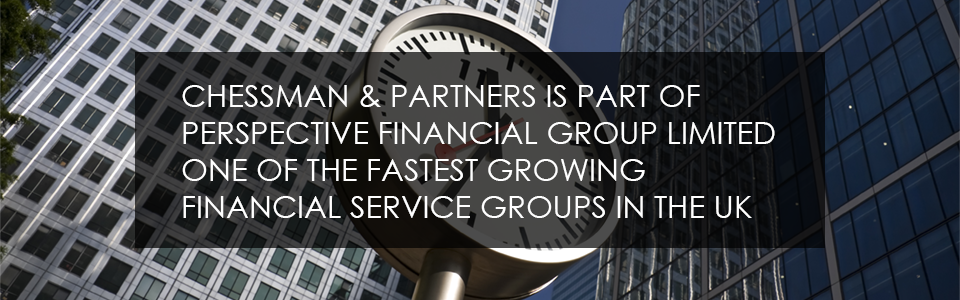 CHESSMAN & PARTNERS IS PART OF
PERSPECTIVE FINANCIAL GROUP LIMITED
ONE OF THE FASTEST GROWING
FINANCIAL SERVICE GROUPS IN THE UK